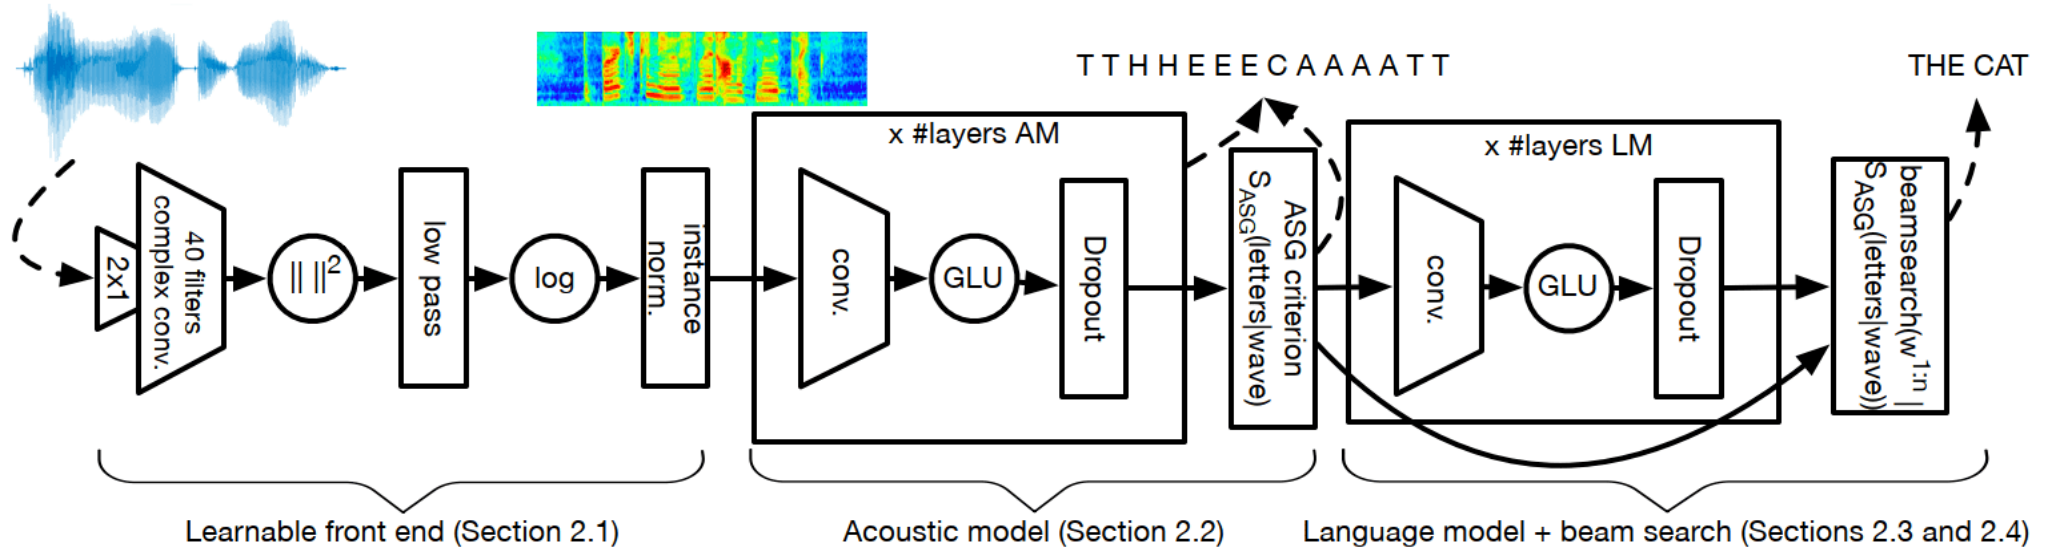 T T H H E E E C A A A A T T
THE CAT
x #layers AM
x #layers LM
2x1
40 filters
complex conv.
|| ||²
low pass
log
instance
norm.
conv.
GLU
Dropout
ASG criterion
S_ASG(letters|wave)
conv.
GLU
Dropout
beamsearch(w^1:n |
S_ASG(letters|wave))
Learnable front end (Section 2.1)
Acoustic model (Section 2.2)
Language model + beam search (Sections 2.3 and 2.4)